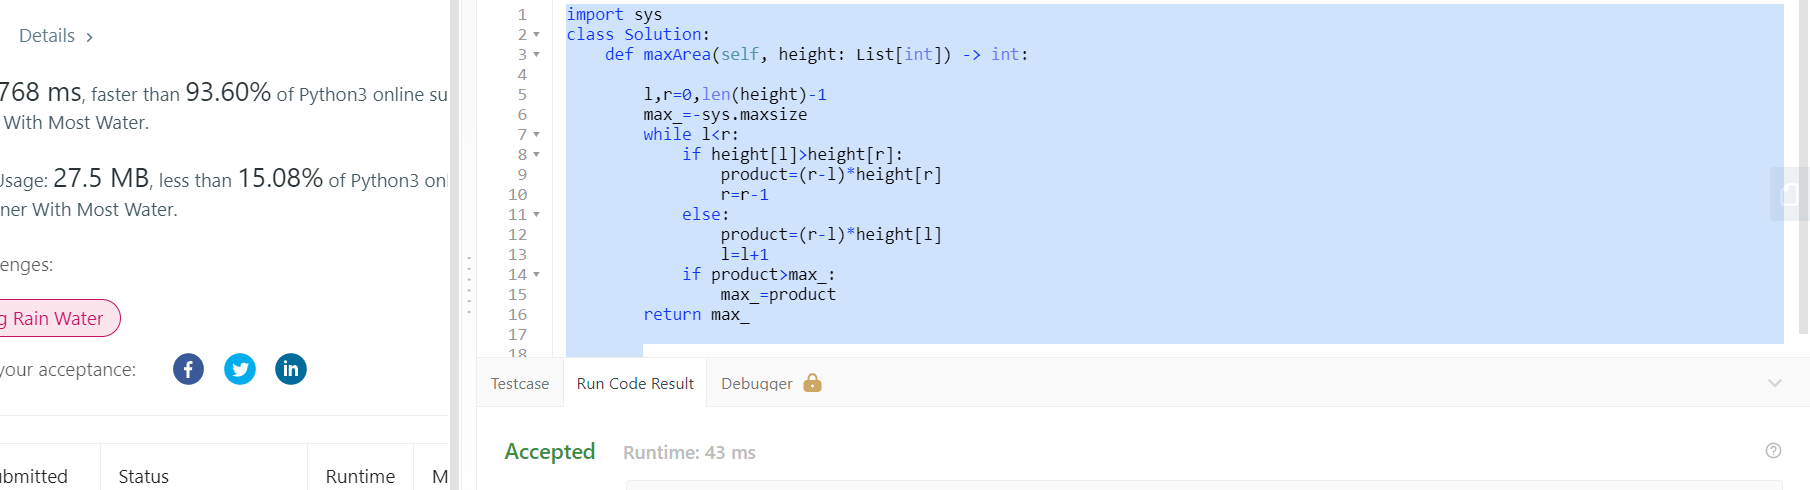 Details >
768 ms, faster than 93.60% of Python3 online su
With Most Water.
Usage: 27.5 MB, less than 15.08% of Python3 on
ner With Most Water.
enges:
g Rain Water
your acceptance:
ubmitted Status Runtime M
1 import sys
2 class Solution:
3 def maxArea(self, height: List[int]) -> int:
4
5 l,r=0,len(height)-1
6 max_=-sys.maxsize
7 while l<r:
8 if height[l]>height[r]:
9 product=(r-l)*height[r]
10 r=r-1
11 else:
12 product=(r-l)*height[l]
13 l=l+1
14 if product>max_:
15 max_=product
16 return max_
17
18
Testcase Run Code Result Debugger
Accepted Runtime: 43 ms